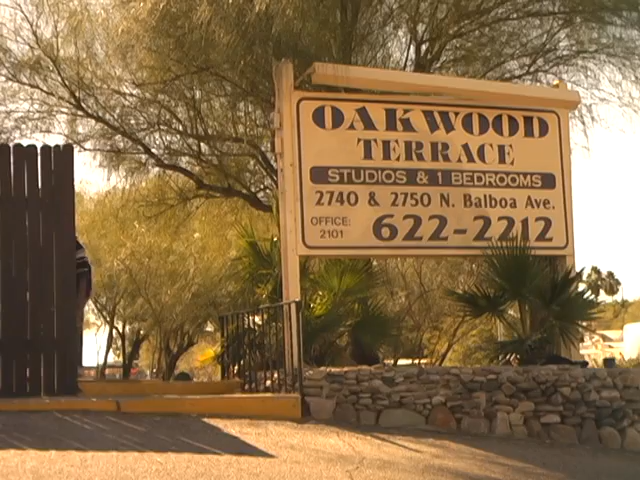 OAKWOOD
TERRACE
STUDIOS & 1 BEDROOMS
2740 & 2750 N. Balboa Ave.
OFFICE:
2101
622-2212